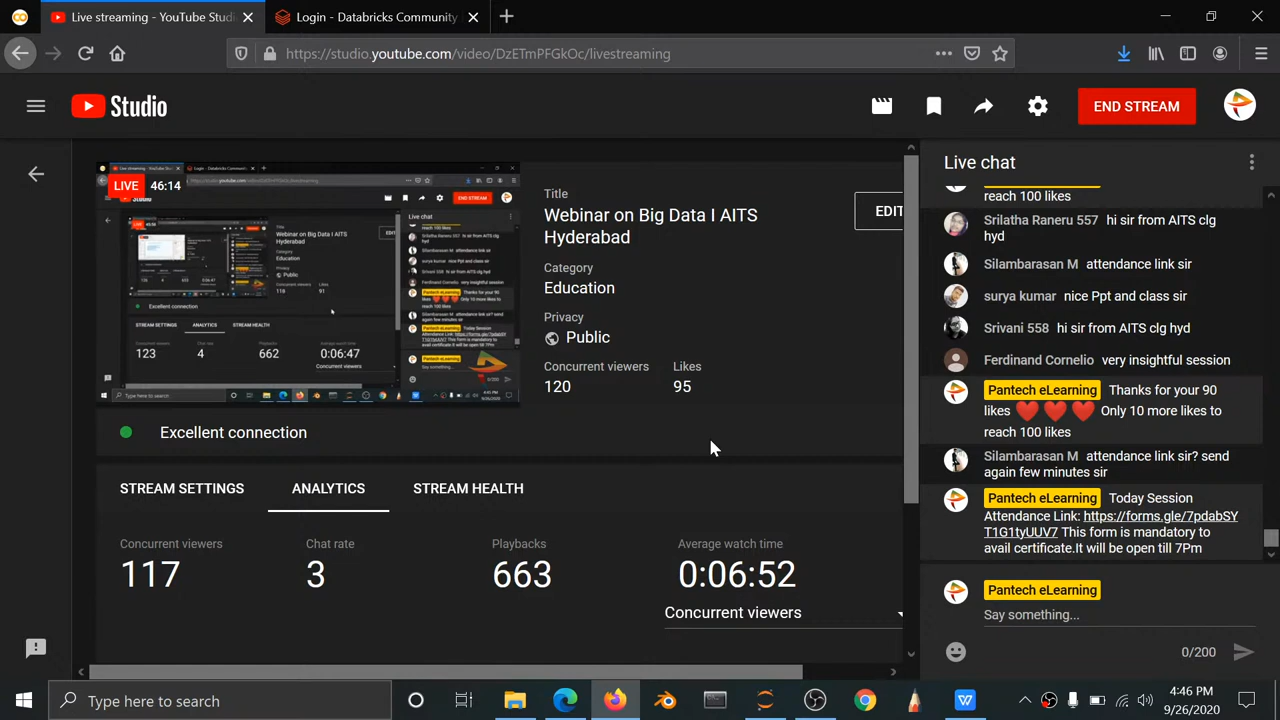 Live streaming - YouTube Studi
Login - Databricks Community
https://studio.youtube.com/video/DzETmPFGkOc/livestreaming
Studio
END STREAM
LIVE 46:14
Title
Webinar on Big Data I AITS
Hyderabad
EDIT
Category
Education
Privacy
Public
Concurrent viewers
Likes
120
95
Excellent connection
STREAM SETTINGS
ANALYTICS
STREAM HEALTH
Concurrent viewers
Chat rate
Playbacks
Average watch time
117
3
663
0:06:52
Concurrent viewers
Live chat
reach 100 likes
Srilatha Raneru 557 hi sir from AITS clg
hyd
Silambarasan M attendance link sir
surya kumar nice Ppt and class sir
Srivani 558 hi sir from AITS clg hyd
Ferdinand Cornelio very insightful session
Pantech eLearning Thanks for your 90
likes ❤️ ❤️ ❤️ Only 10 more likes to
reach 100 likes
Silambarasan M attendance link sir? send
again few minutes sir
Pantech eLearning Today Session
Attendance Link: https://forms.gle/7pdabSY
T1G1tyUUV7 This form is mandatory to
avail certificate.It will be open till 7Pm
Pantech eLearning
Say something...
0/200
Type here to search
4:46 PM
9/26/2020